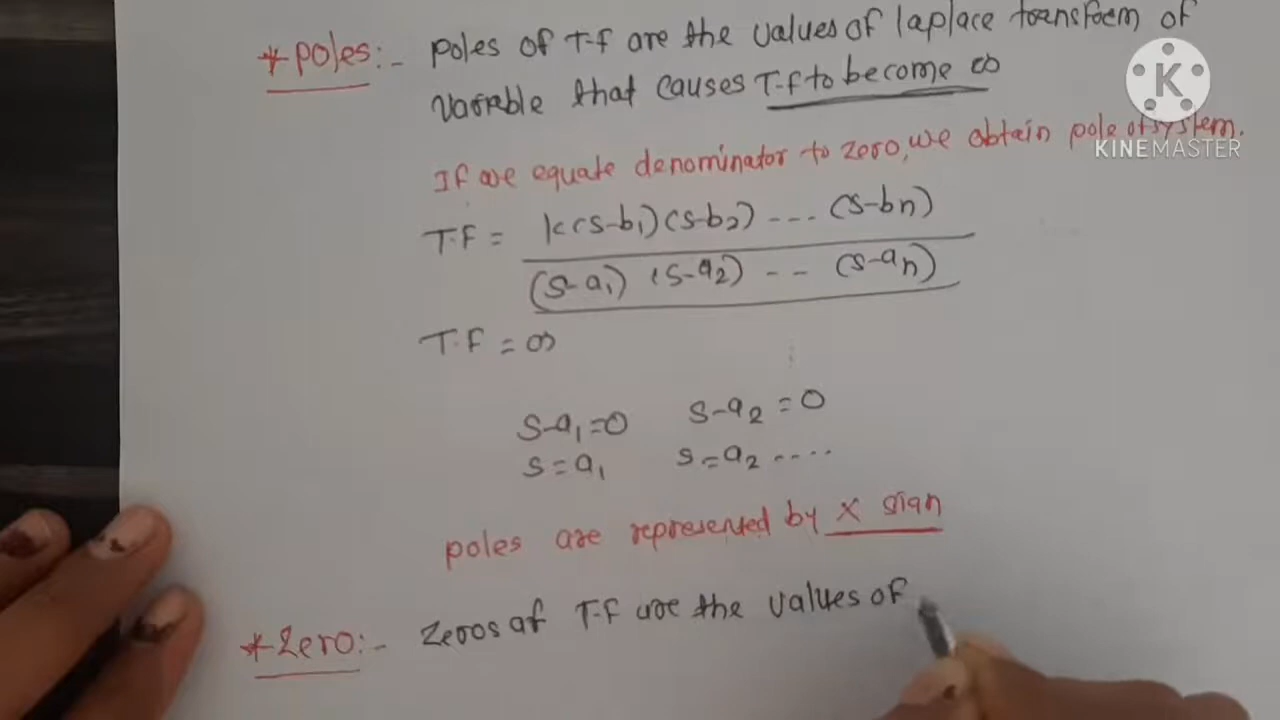 * Poles:- Poles of T.f are the values of laplace transform of
variable that causes T.f to become ∞
If we equate denominator to zero, we obtain pole of system.
T.F = K(s-b₁)(s-b₂) ---- (s-bn)
(s-a₁) (s-a₂) -- -- (s-an)
T.F = ∞
s-a₁=0 s-a₂ =0
s=a₁ s=a₂ ----
poles are represented by X sign
* Zero:- Zeros of T.f are the values of
K
KINEMASTER